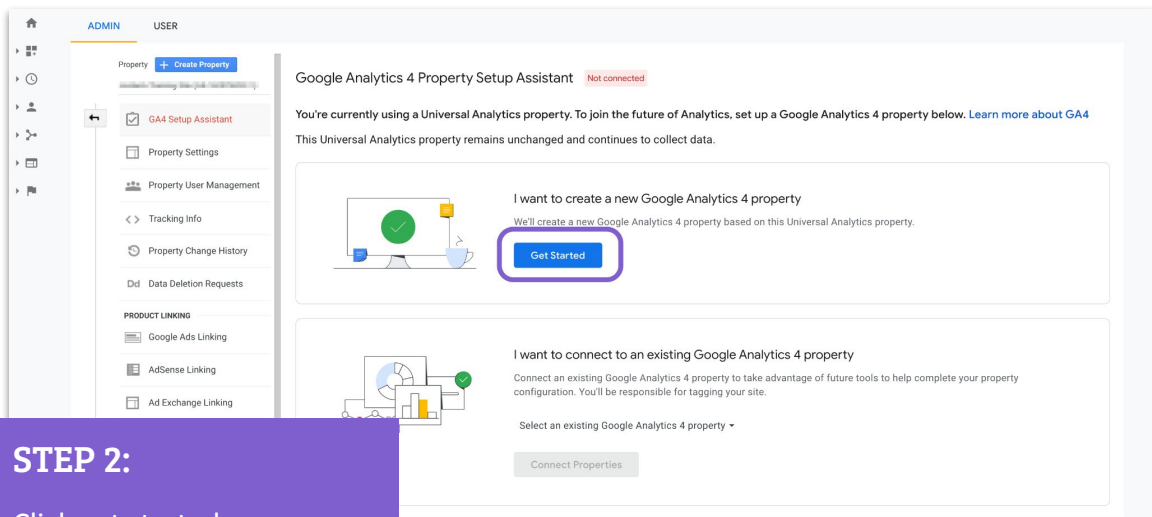 ADMIN USER
Property + Create Property
GA4 Setup Assistant
Property Settings
Property User Management
Tracking Info
Property Change History
Dd Data Deletion Requests
PRODUCT LINKING
Google Ads Linking
AdSense Linking
Ad Exchange Linking
Google Analytics 4 Property Setup Assistant Not connected
You're currently using a Universal Analytics property. To join the future of Analytics, set up a Google Analytics 4 property below. Learn more about GA4
This Universal Analytics property remains unchanged and continues to collect data.
I want to create a new Google Analytics 4 property
We'll create a new Google Analytics 4 property based on this Universal Analytics property.
Get Started
I want to connect to an existing Google Analytics 4 property
Connect an existing Google Analytics 4 property to take advantage of future tools to help complete your property
configuration. You'll be responsible for tagging your site.
Select an existing Google Analytics 4 property
Connect Properties
STEP 2: